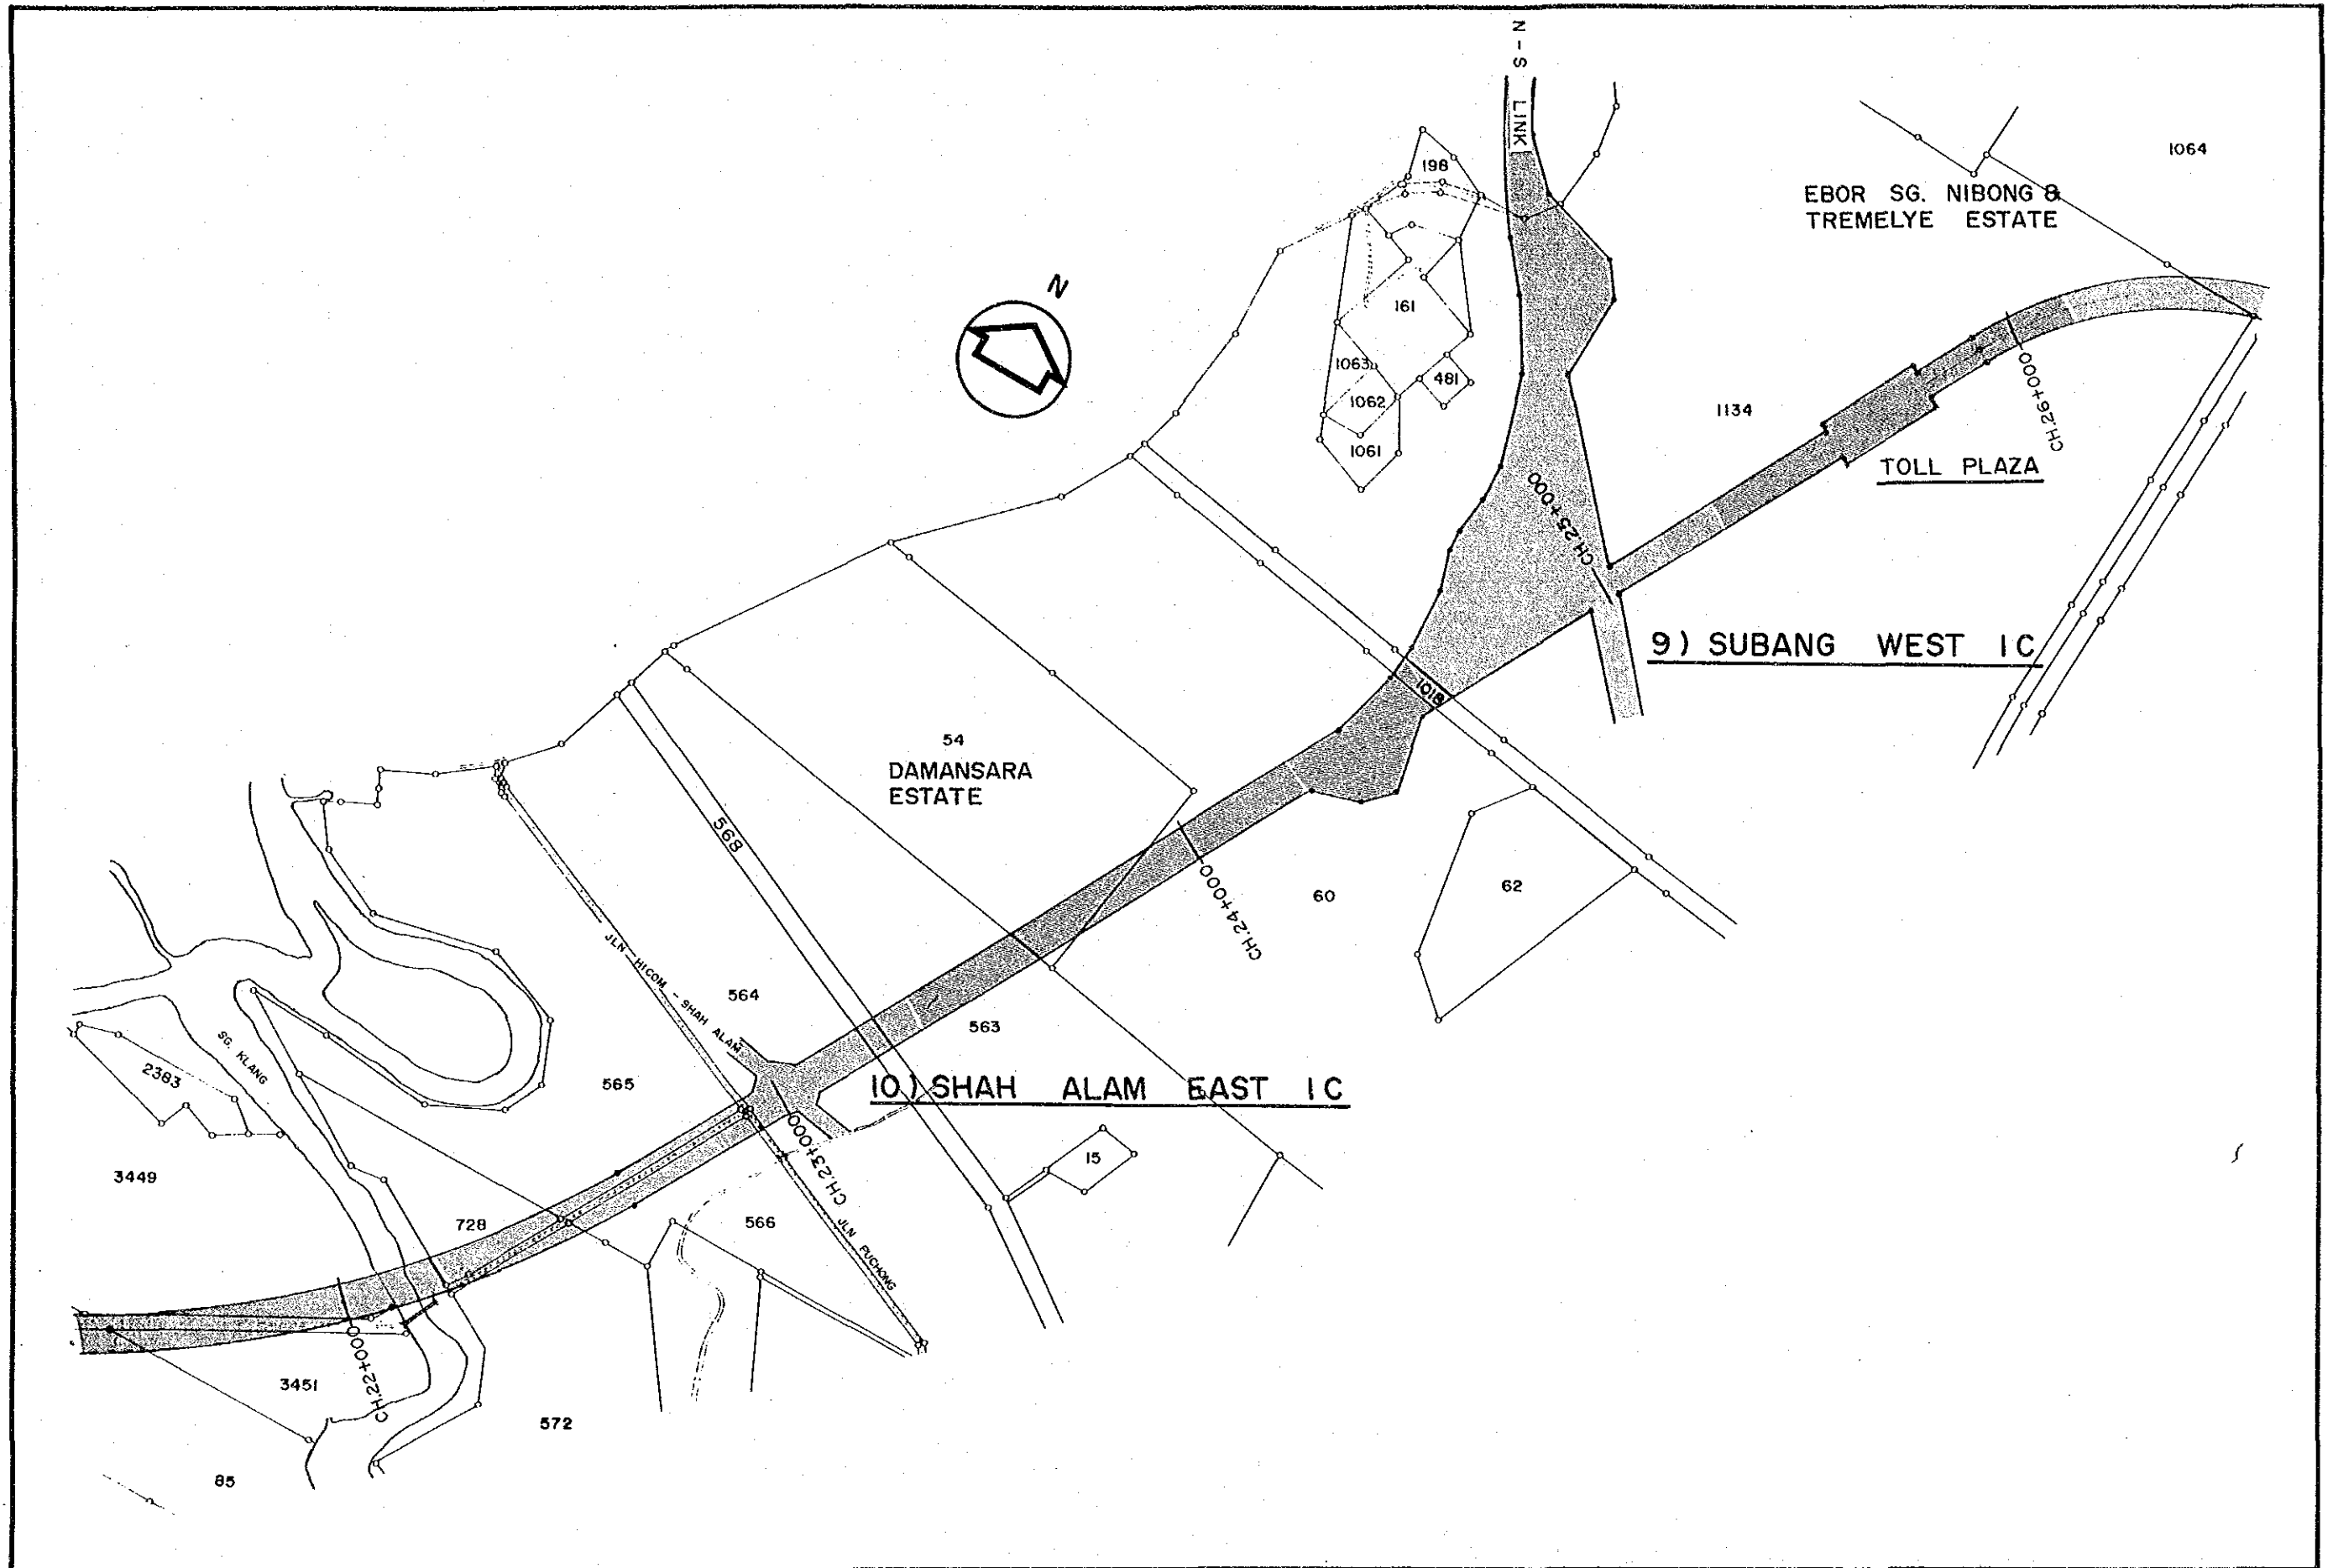 N - S
LINK
198
1064
EBOR SG. NIBONG &
TREMELYE ESTATE
N
161
1063
481
1062
1061
1134
CH.26+000
TOLL PLAZA
CH.25+000
9) SUBANG WEST IC
1018
54
DAMANSARA
ESTATE
568
CH.24+000
60
62
JLN HICOM - SHAH ALAM
564
563
SG. KLANG
2383
565
10) SHAH ALAM EAST IC
CH.23+000
15
3449
728
566
JLN PUCHONG
CH.22+000
3451
572
85